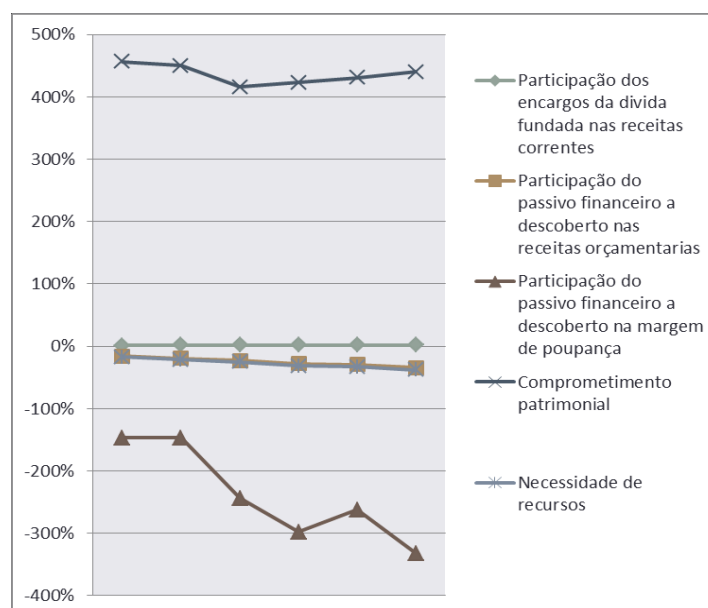 500%
400%
300%
200%
100%
0%
-100%
-200%
-300%
-400%
Participação dos
encargos da divida
fundada nas receitas
correntes
Participação do
passivo financeiro a
descoberto nas
receitas orçamentarias
Participação do
passivo financeiro a
descoberto na margem
de poupança
Comprometimento
patrimonial
Necessidade de
recursos